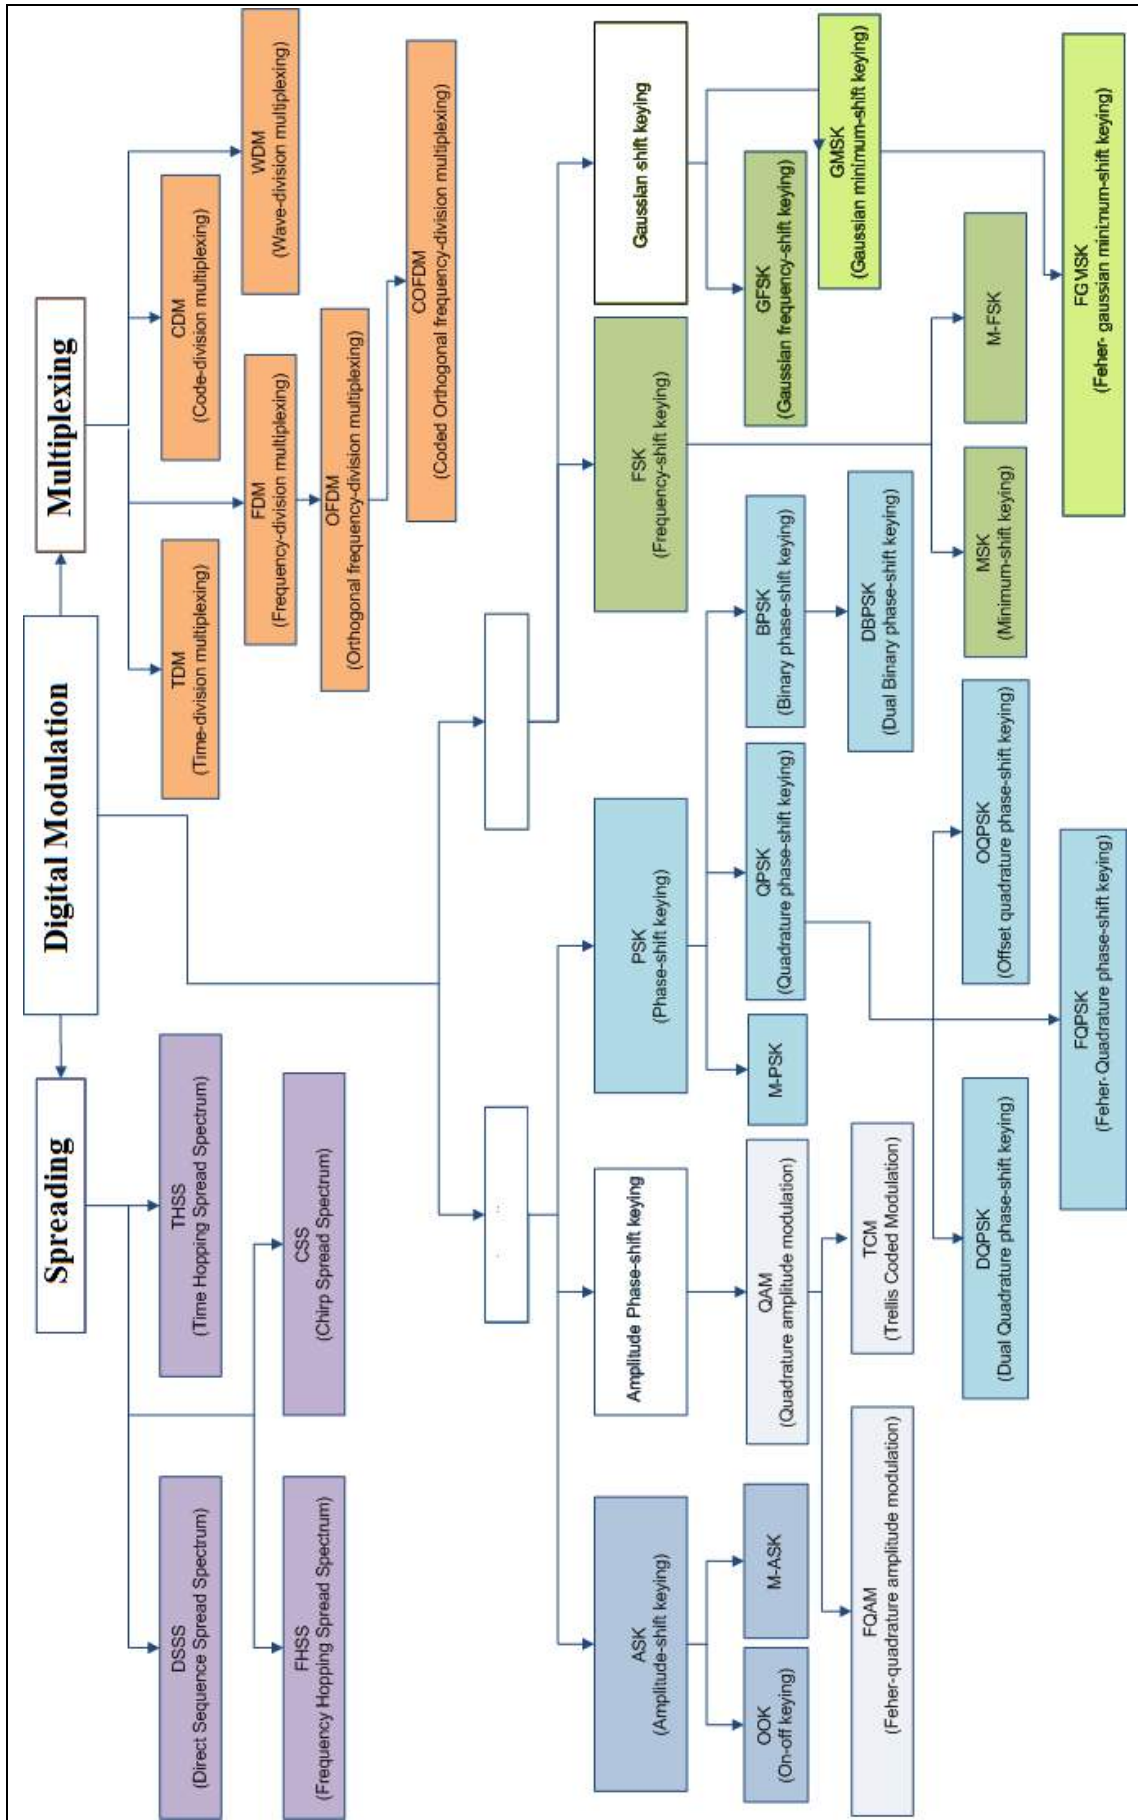 Digital Modulation
Spreading
Multiplexing
DSSS
(Direct Sequence Spread Spectrum)
THSS
(Time Hopping Spread Spectrum)
FHSS
(Frequency Hopping Spread Spectrum)
CSS
(Chirp Spread Spectrum)
TDM
(Time-division multiplexing)
CDM
(Code-division multiplexing)
FDM
(Frequency-division multiplexing)
WDM
(Wave-division multiplexing)
OFDM
(Orthogonal frequency-division multiplexing)
COFDM
(Coded Orthogonal frequency-division multiplexing)
ASK
(Amplitude-shift keying)
Amplitude Phase-shift keying
PSK
(Phase-shift keying)
FSK
(Frequency-shift keying)
Gaussian shift keying
OOK
(On-off keying)
M-ASK
QAM
(Quadrature amplitude modulation)
M-PSK
QPSK
(Quadrature phase-shift keying)
BPSK
(Binary phase-shift keying)
GFSK
(Gaussian frequency-shift keying)
GMSK
(Gaussian minimum-shift keying)
FQAM
(Feher-quadrature amplitude modulation)
TCM
(Trellis Coded Modulation)
DBPSK
(Dual Binary phase-shift keying)
DQPSK
(Dual Quadrature phase-shift keying)
OQPSK
(Offset quadrature phase-shift keying)
MSK
(Minimum-shift keying)
M-FSK
FQPSK
(Feher-Quadrature phase-shift keying)
FGMSK
(Feher- gaussian minimum-shift keying)